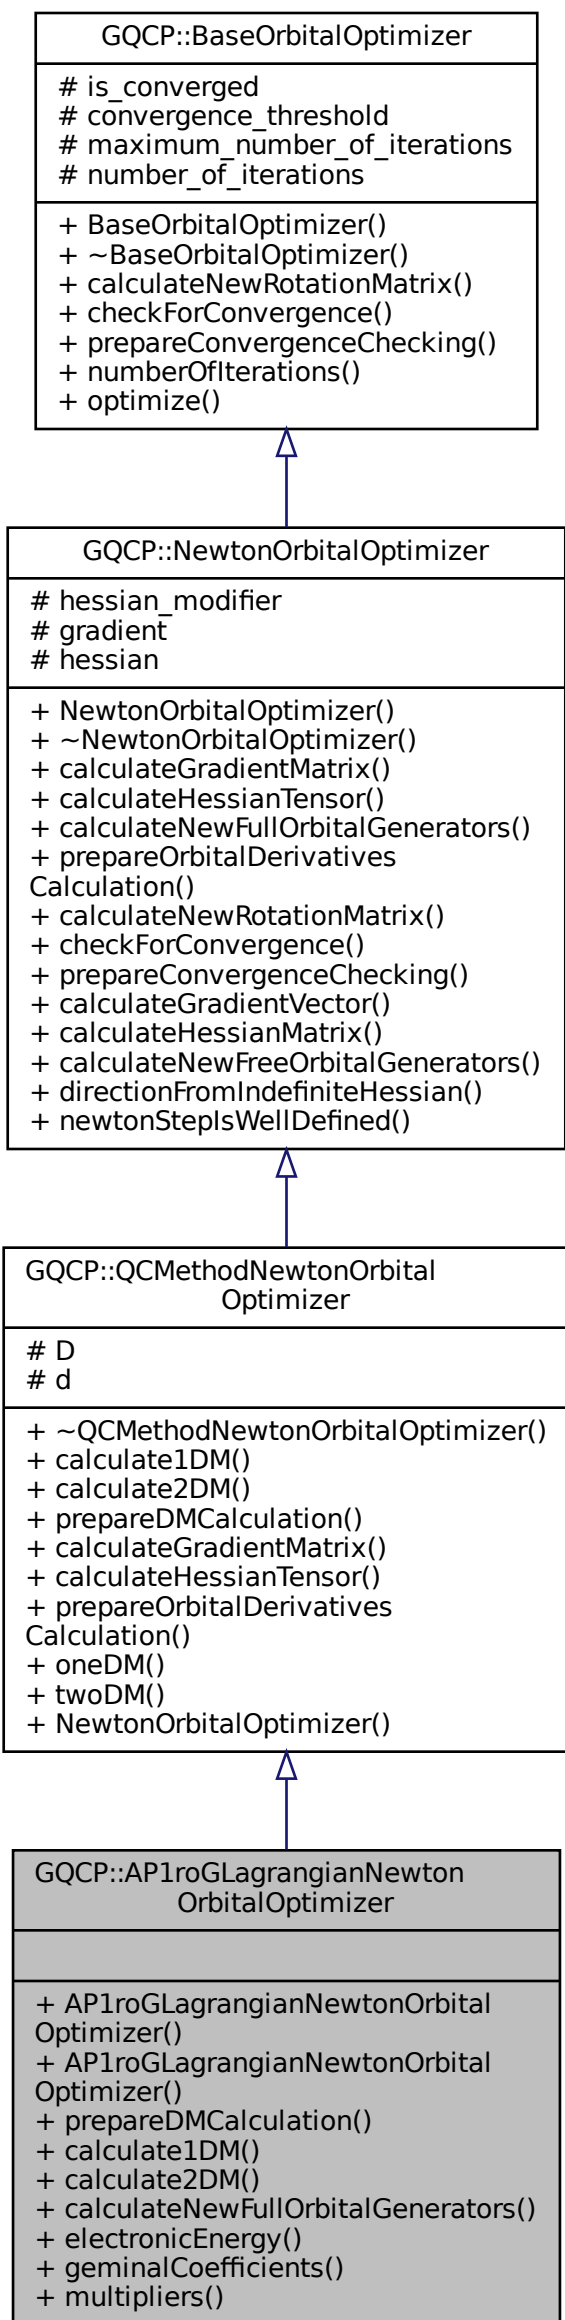 GQCP::BaseOrbitalOptimizer
# is_converged
# convergence_threshold
# maximum_number_of_iterations
# number_of_iterations
+ BaseOrbitalOptimizer()
+ ~BaseOrbitalOptimizer()
+ calculateNewRotationMatrix()
+ checkForConvergence()
+ prepareConvergenceChecking()
+ numberOfIterations()
+ optimize()
GQCP::NewtonOrbitalOptimizer
# hessian_modifier
# gradient
# hessian
+ NewtonOrbitalOptimizer()
+ ~NewtonOrbitalOptimizer()
+ calculateGradientMatrix()
+ calculateHessianTensor()
+ calculateNewFullOrbitalGenerators()
+ prepareOrbitalDerivatives
Calculation()
+ calculateNewRotationMatrix()
+ checkForConvergence()
+ prepareConvergenceChecking()
+ calculateGradientVector()
+ calculateHessianMatrix()
+ calculateNewFreeOrbitalGenerators()
+ directionFromIndefiniteHessian()
+ newtonStepIsWellDefined()
GQCP::QCMethodNewtonOrbital
Optimizer
# D
# d
+ ~QCMethodNewtonOrbitalOptimizer()
+ calculate1DM()
+ calculate2DM()
+ prepareDMCalculation()
+ calculateGradientMatrix()
+ calculateHessianTensor()
+ prepareOrbitalDerivatives
Calculation()
+ oneDM()
+ twoDM()
+ NewtonOrbitalOptimizer()
GQCP::AP1roGLagrangianNewton
OrbitalOptimizer
+ AP1roGLagrangianNewtonOrbital
Optimizer()
+ AP1roGLagrangianNewtonOrbital
Optimizer()
+ prepareDMCalculation()
+ calculate1DM()
+ calculate2DM()
+ calculateNewFullOrbitalGenerators()
+ electronicEnergy()
+ geminalCoefficients()
+ multipliers()